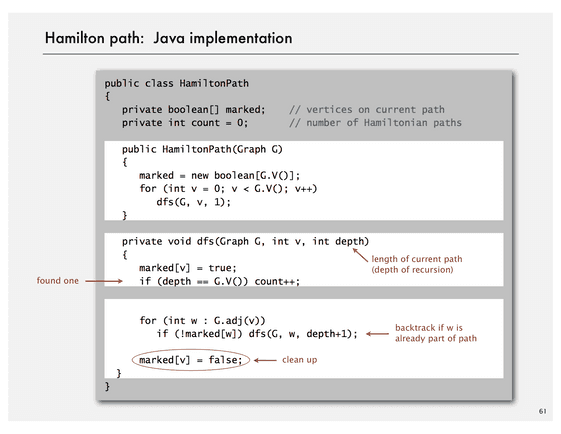 Hamilton path: Java implementation
public class HamiltonPath
{
private boolean[] marked; // vertices on current path
private int count = 0; // number of Hamiltonian paths
public HamiltonPath(Graph G)
{
marked = new boolean[G.V()];
for (int v = 0; v < G.V(); v++)
dfs(G, v, 1);
}
private void dfs(Graph G, int v, int depth)
{
length of current path
(depth of recursion)
marked[v] = true;
found one
if (depth == G.V()) count++;
for (int w : G.adj(v))
if (!marked[w]) dfs(G, w, depth+1);
backtrack if w is
already part of path
marked[v] = false;
clean up
}
}
61